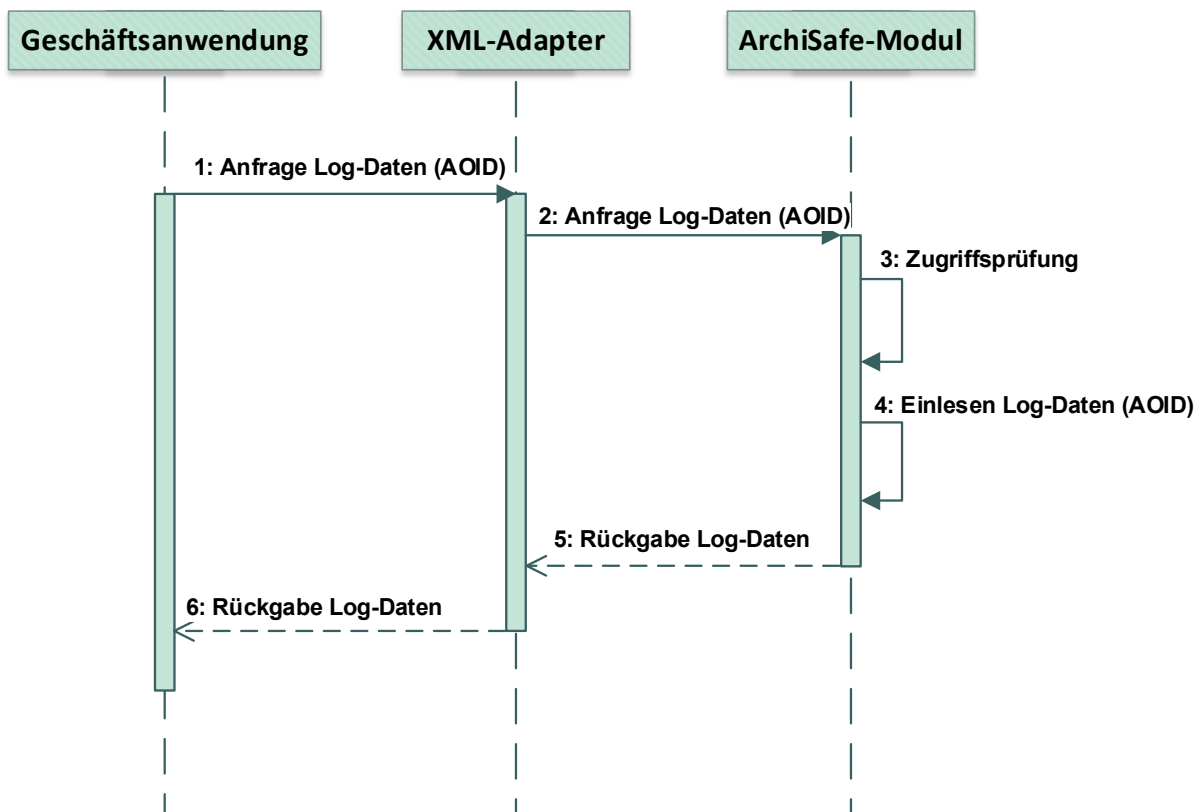 Geschäftsanwendung
XML-Adapter
ArchiSafe-Modul
1: Anfrage Log-Daten (AOID)
2: Anfrage Log-Daten (AOID)
3: Zugriffsprüfung
4: Einlesen Log-Daten (AOID)
5: Rückgabe Log-Daten
6: Rückgabe Log-Daten